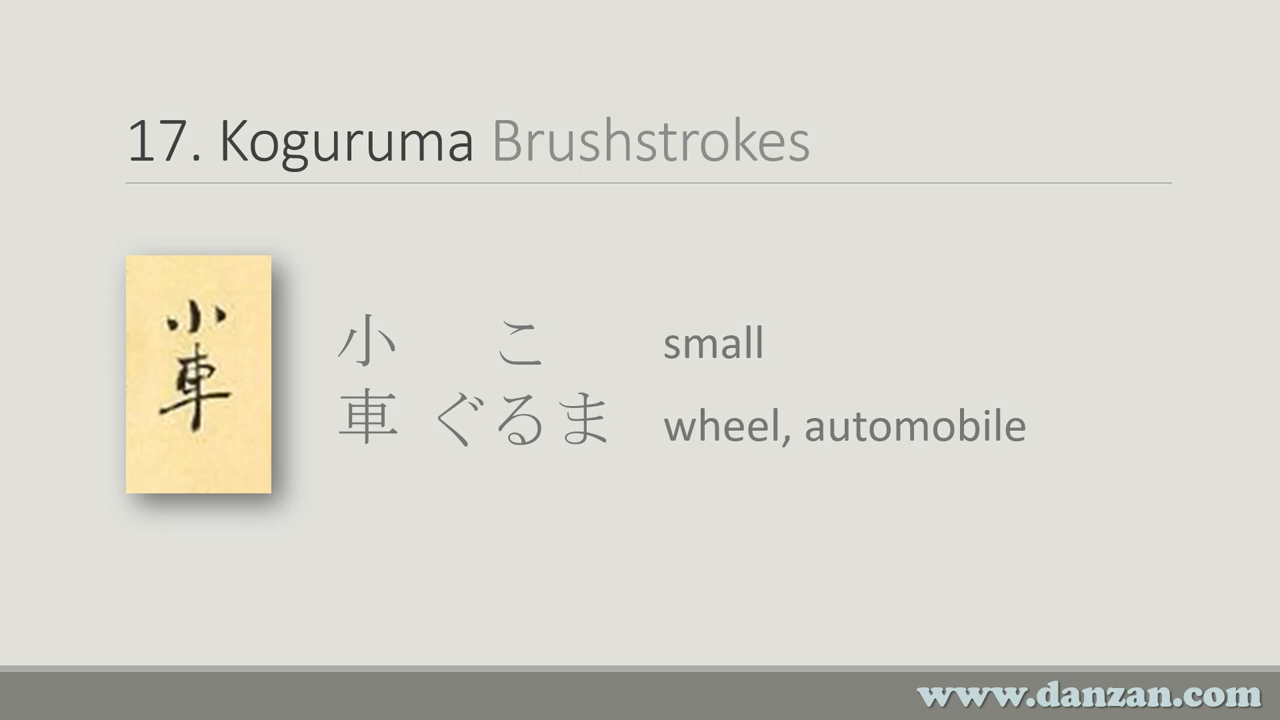 17. Koguruma Brushstrokes
小
車
小 こ small
車 ぐるま wheel, automobile
www.danzan.com